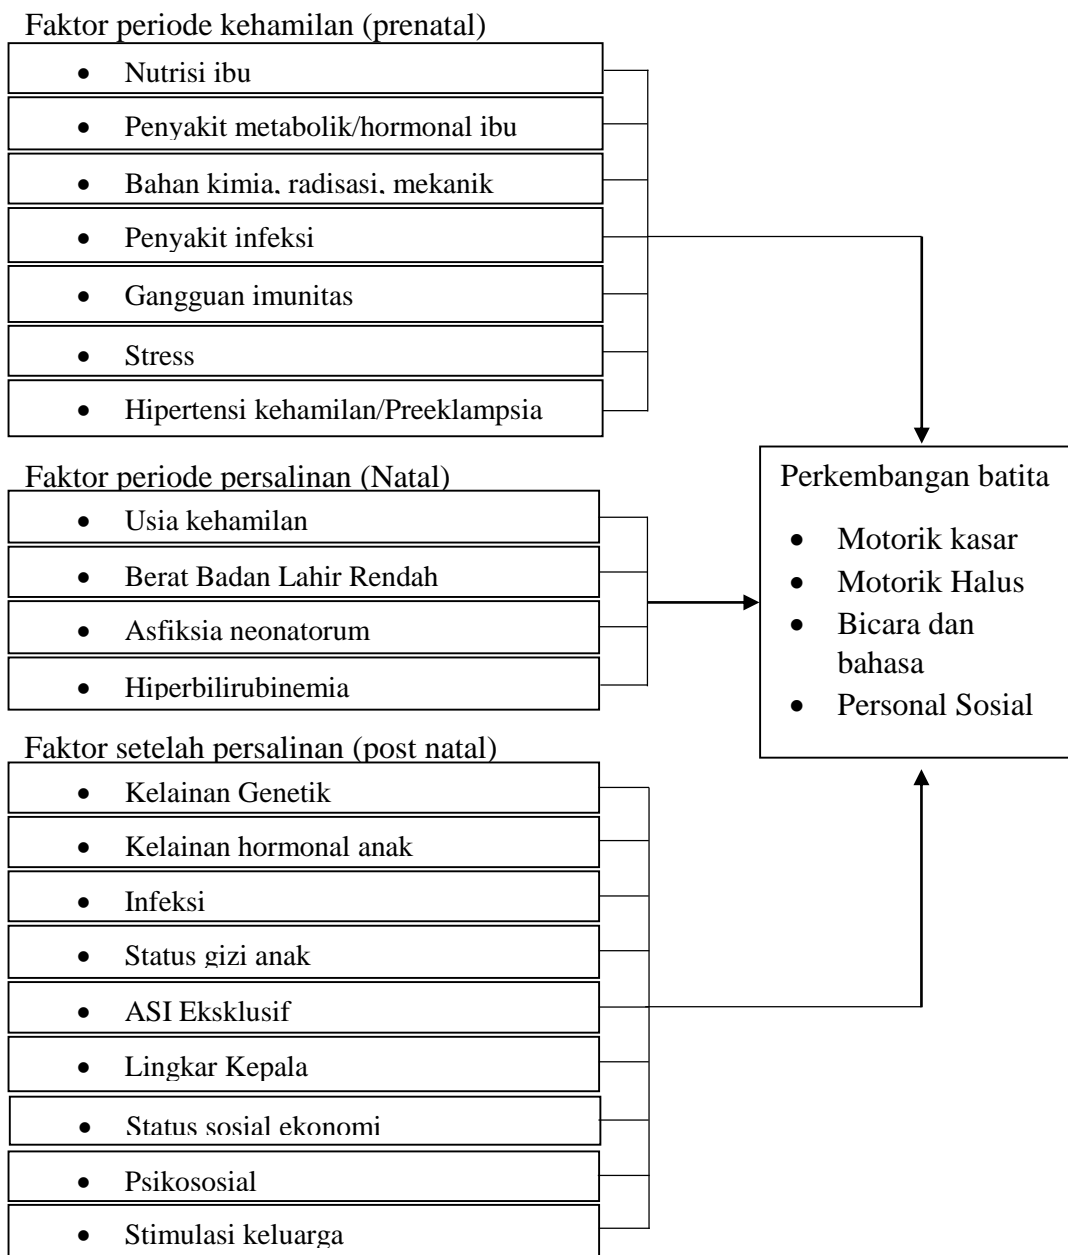 Faktor periode kehamilan (prenatal)
• Nutrisi ibu
• Penyakit metabolik/hormonal ibu
• Bahan kimia, radisasi, mekanik
• Penyakit infeksi
• Gangguan imunitas
• Stress
• Hipertensi kehamilan/Preeklampsia
Faktor periode persalinan (Natal)
• Usia kehamilan
• Berat Badan Lahir Rendah
• Asfiksia neonatorum
• Hiperbilirubinemia
Faktor setelah persalinan (post natal)
• Kelainan Genetik
• Kelainan hormonal anak
• Infeksi
• Status gizi anak
• ASI Eksklusif
• Lingkar Kepala
• Status sosial ekonomi
• Psikososial
• Stimulasi keluarga
Perkembangan batita
• Motorik kasar
• Motorik Halus
• Bicara dan
bahasa
• Personal Sosial